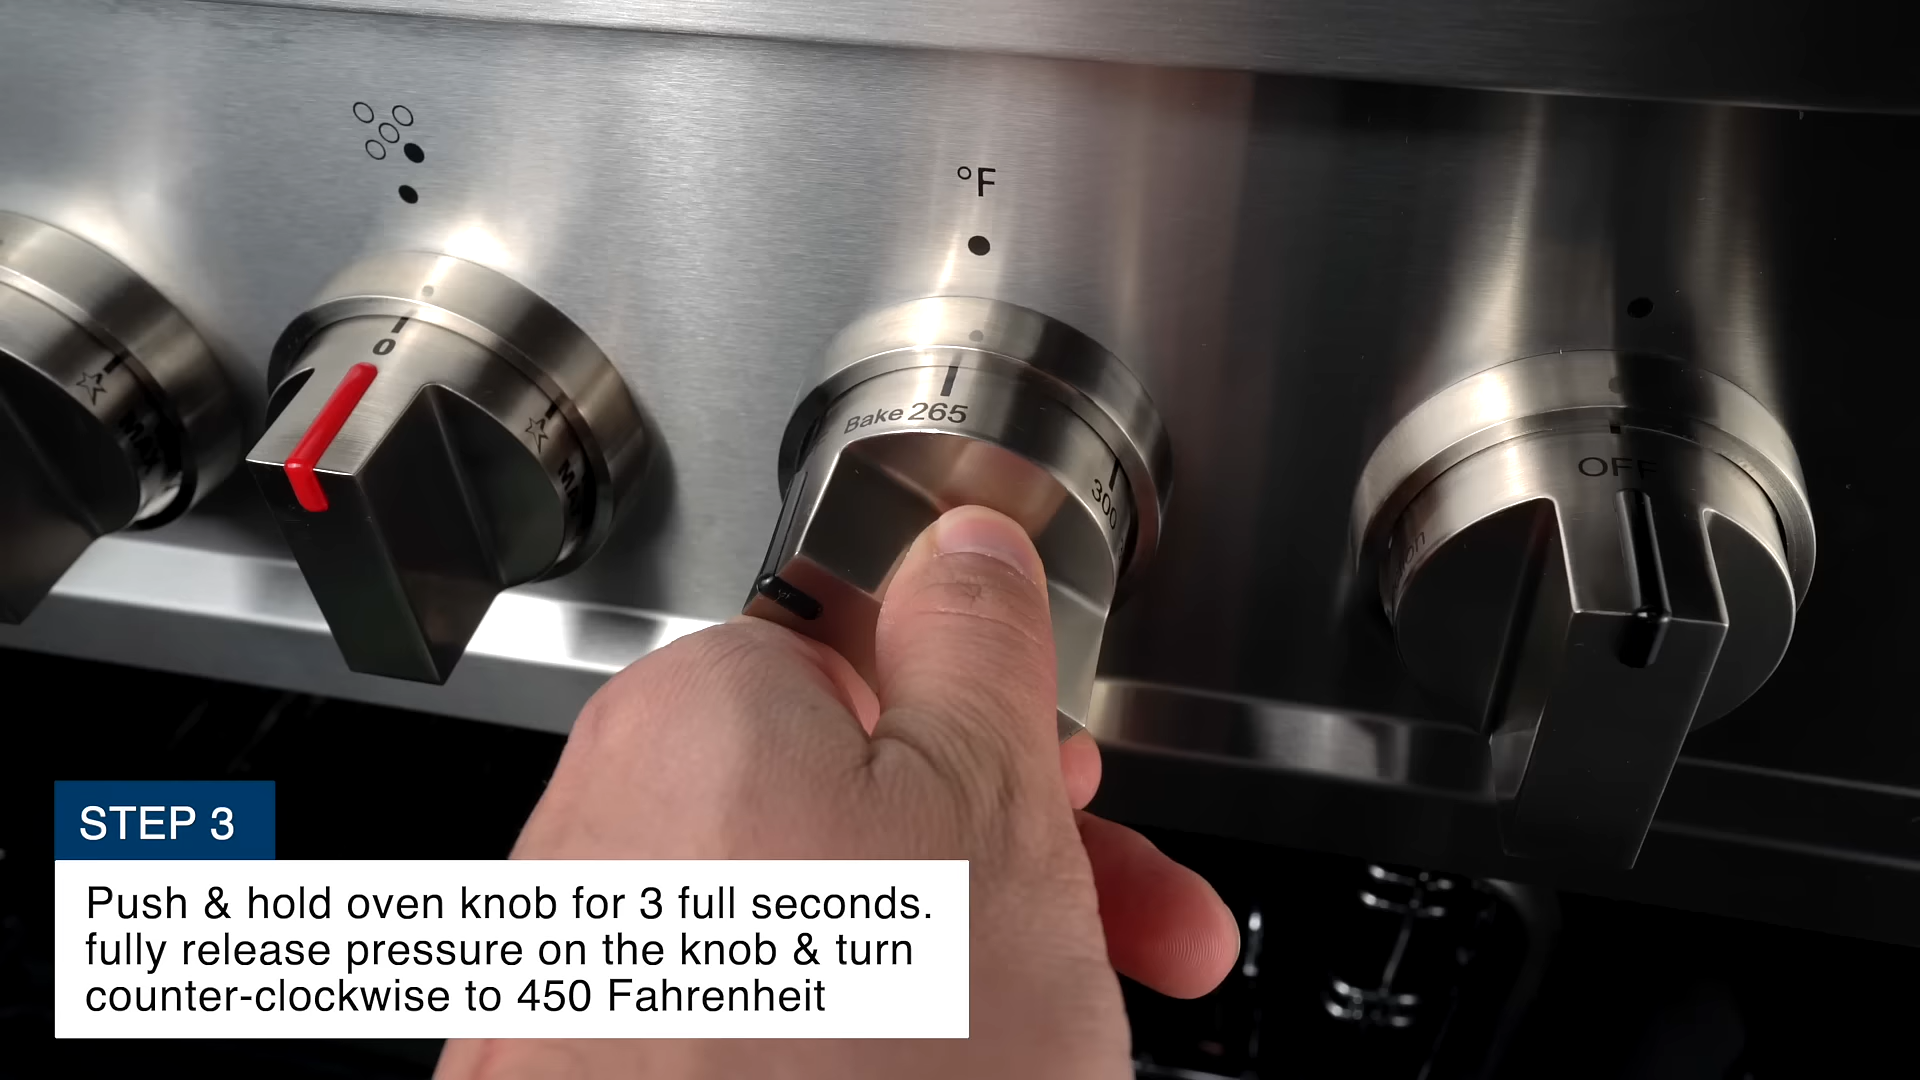 °F
0
MAX
Bake 265
300
OFF
STEP 3
Push & hold oven knob for 3 full seconds.
fully release pressure on the knob & turn
counter-clockwise to 450 Fahrenheit